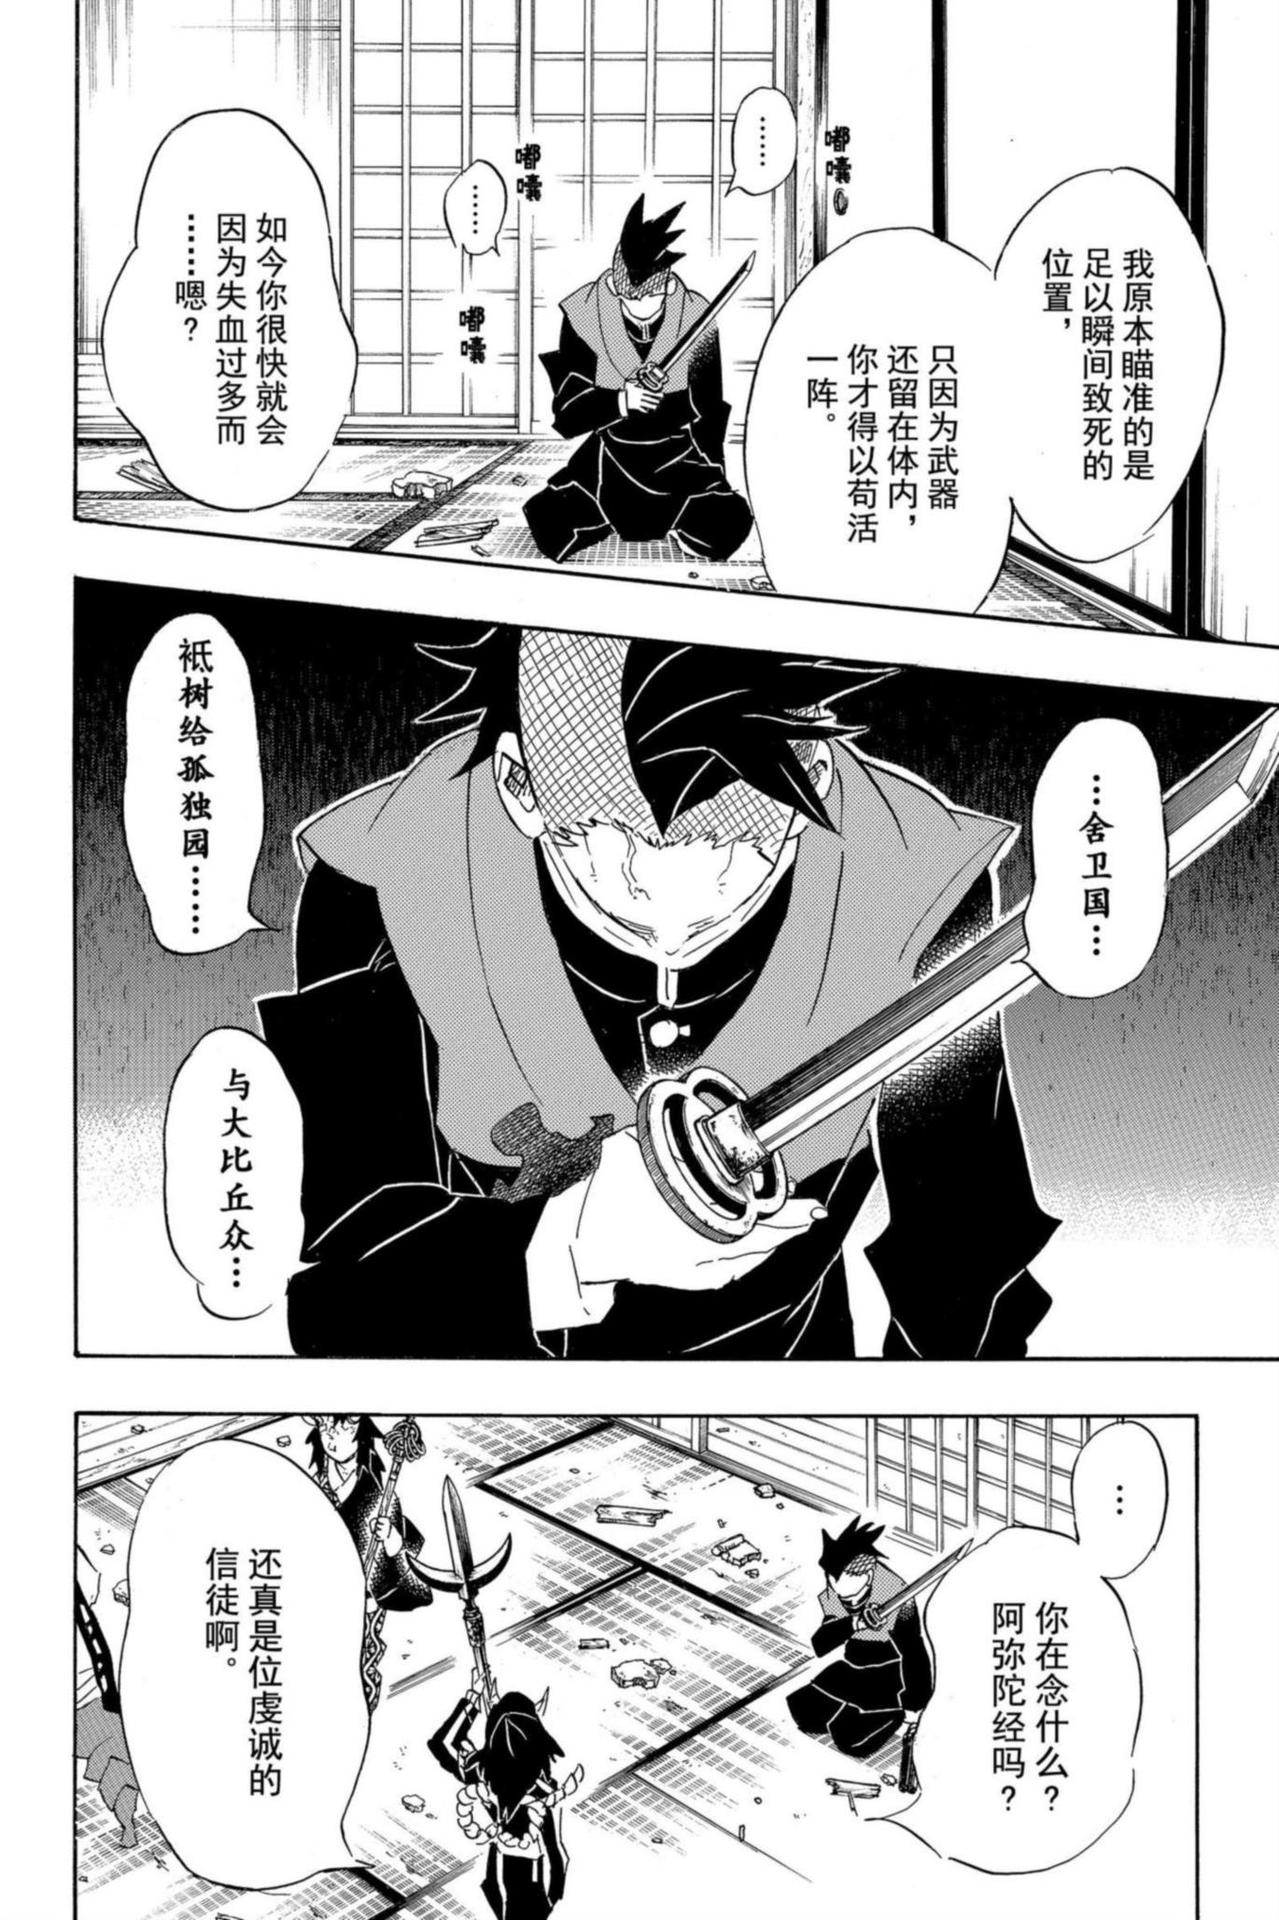 我原本瞄准的是
足以瞬间致死的
位置，
只因为武器
还留在体内，
你才得以苟活
一阵。
嘟囔
……
嘟囔
……
嘟囔
如今你很快就会
因为失血过多而
……嗯？
…舍卫国…
祗树给孤独园……
与大比丘众…
…
你在念什么？
阿弥陀经吗？
还真是位虔诚的
信徒啊。